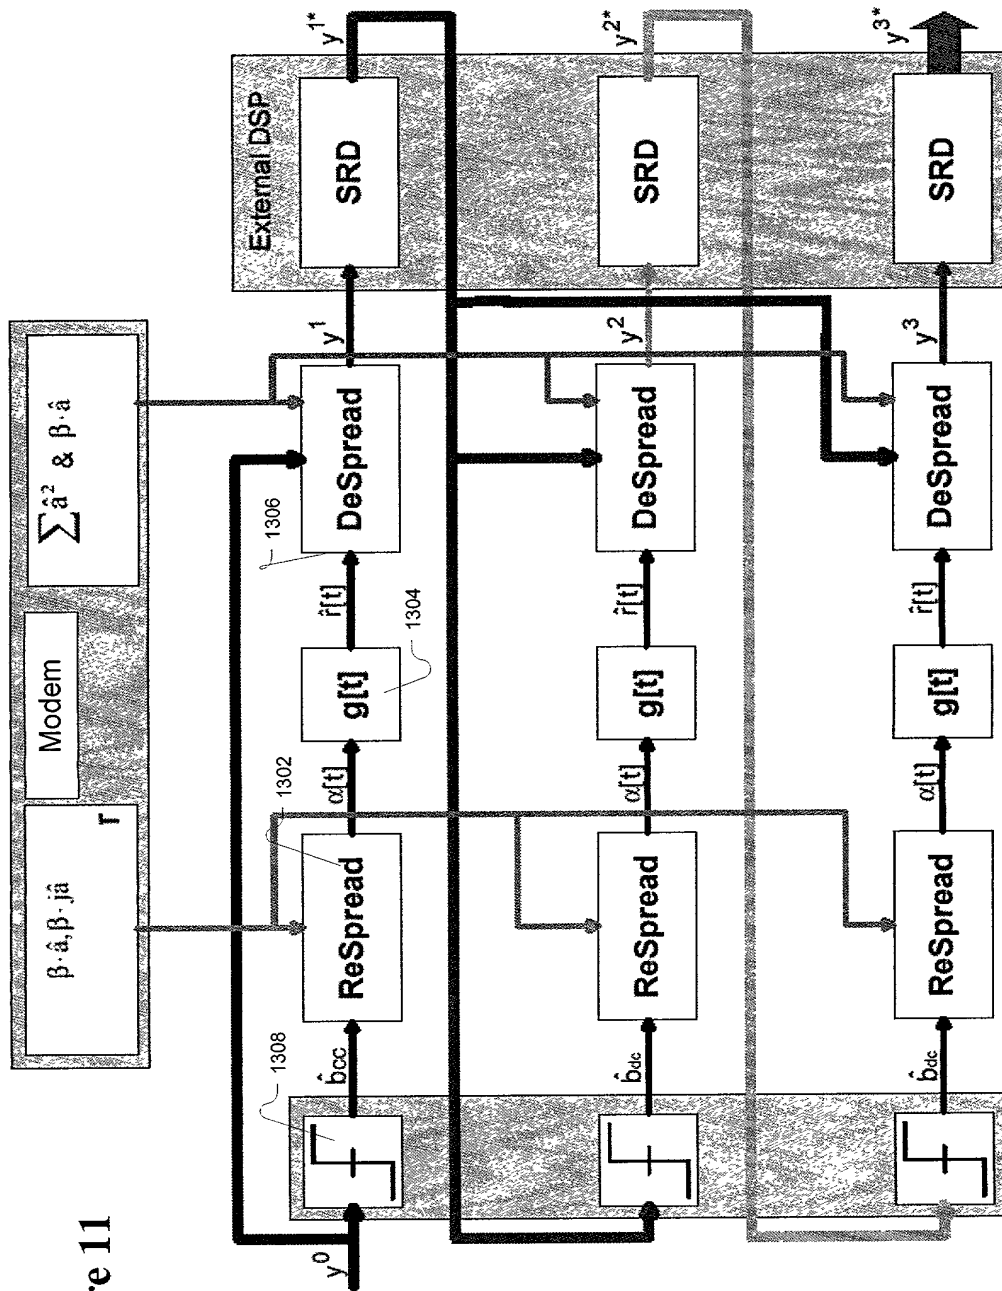 re 11
β·â,β·jâ
r
Modem
∑â² & β·â
External DSP
y⁰
b̂cc
ReSpread
α[t]
g[t]
r̂[t]
DeSpread
y¹
SRD
y¹*
1308
1302
1304
1306
b̂dc
ReSpread
α[t]
g[t]
r̂[t]
DeSpread
y²
SRD
y²*
b̂dc
ReSpread
α[t]
g[t]
r̂[t]
DeSpread
y³
SRD
y³*